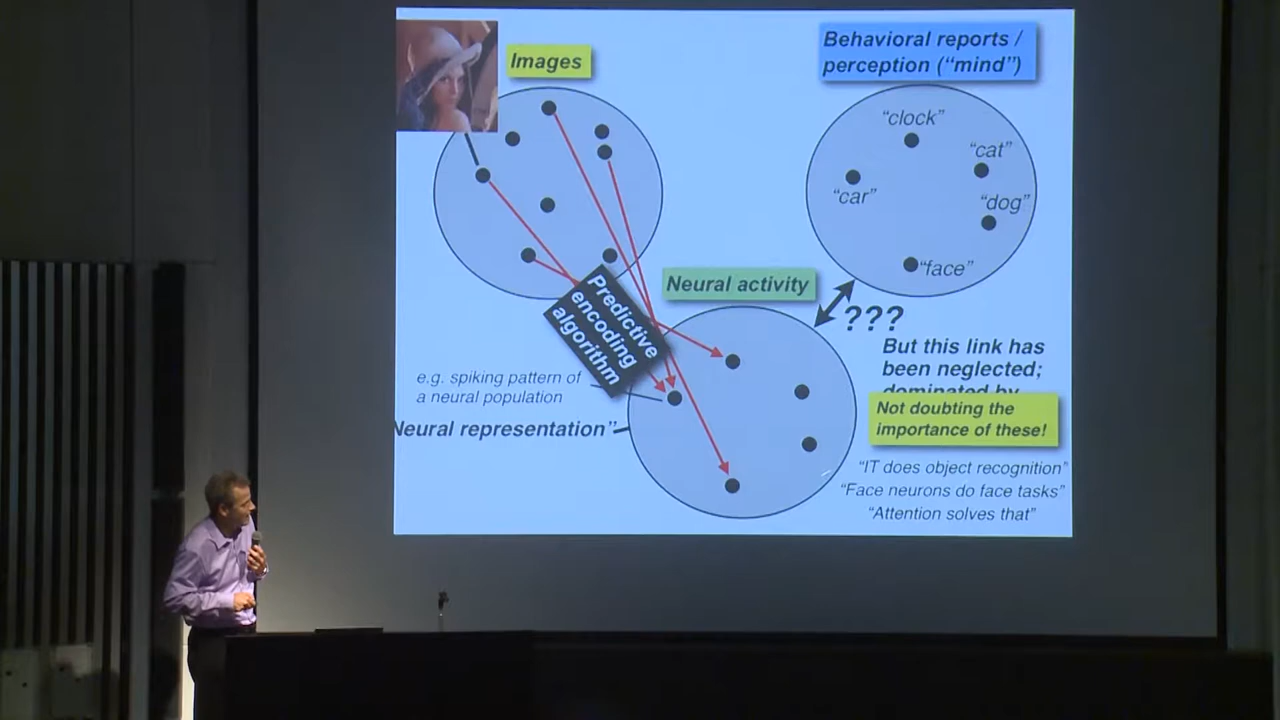 Images
Behavioral reports /
perception ("mind")
"clock"
"cat"
"car"
"dog"
"face"
Neural activity
???
Predictive
encoding
algorithm
But this link has
been neglected;
dominated by
e.g. spiking pattern of
a neural population
Neural representation"
Not doubting the
importance of these!
"IT does object recognition"
"Face neurons do face tasks"
"Attention solves that"